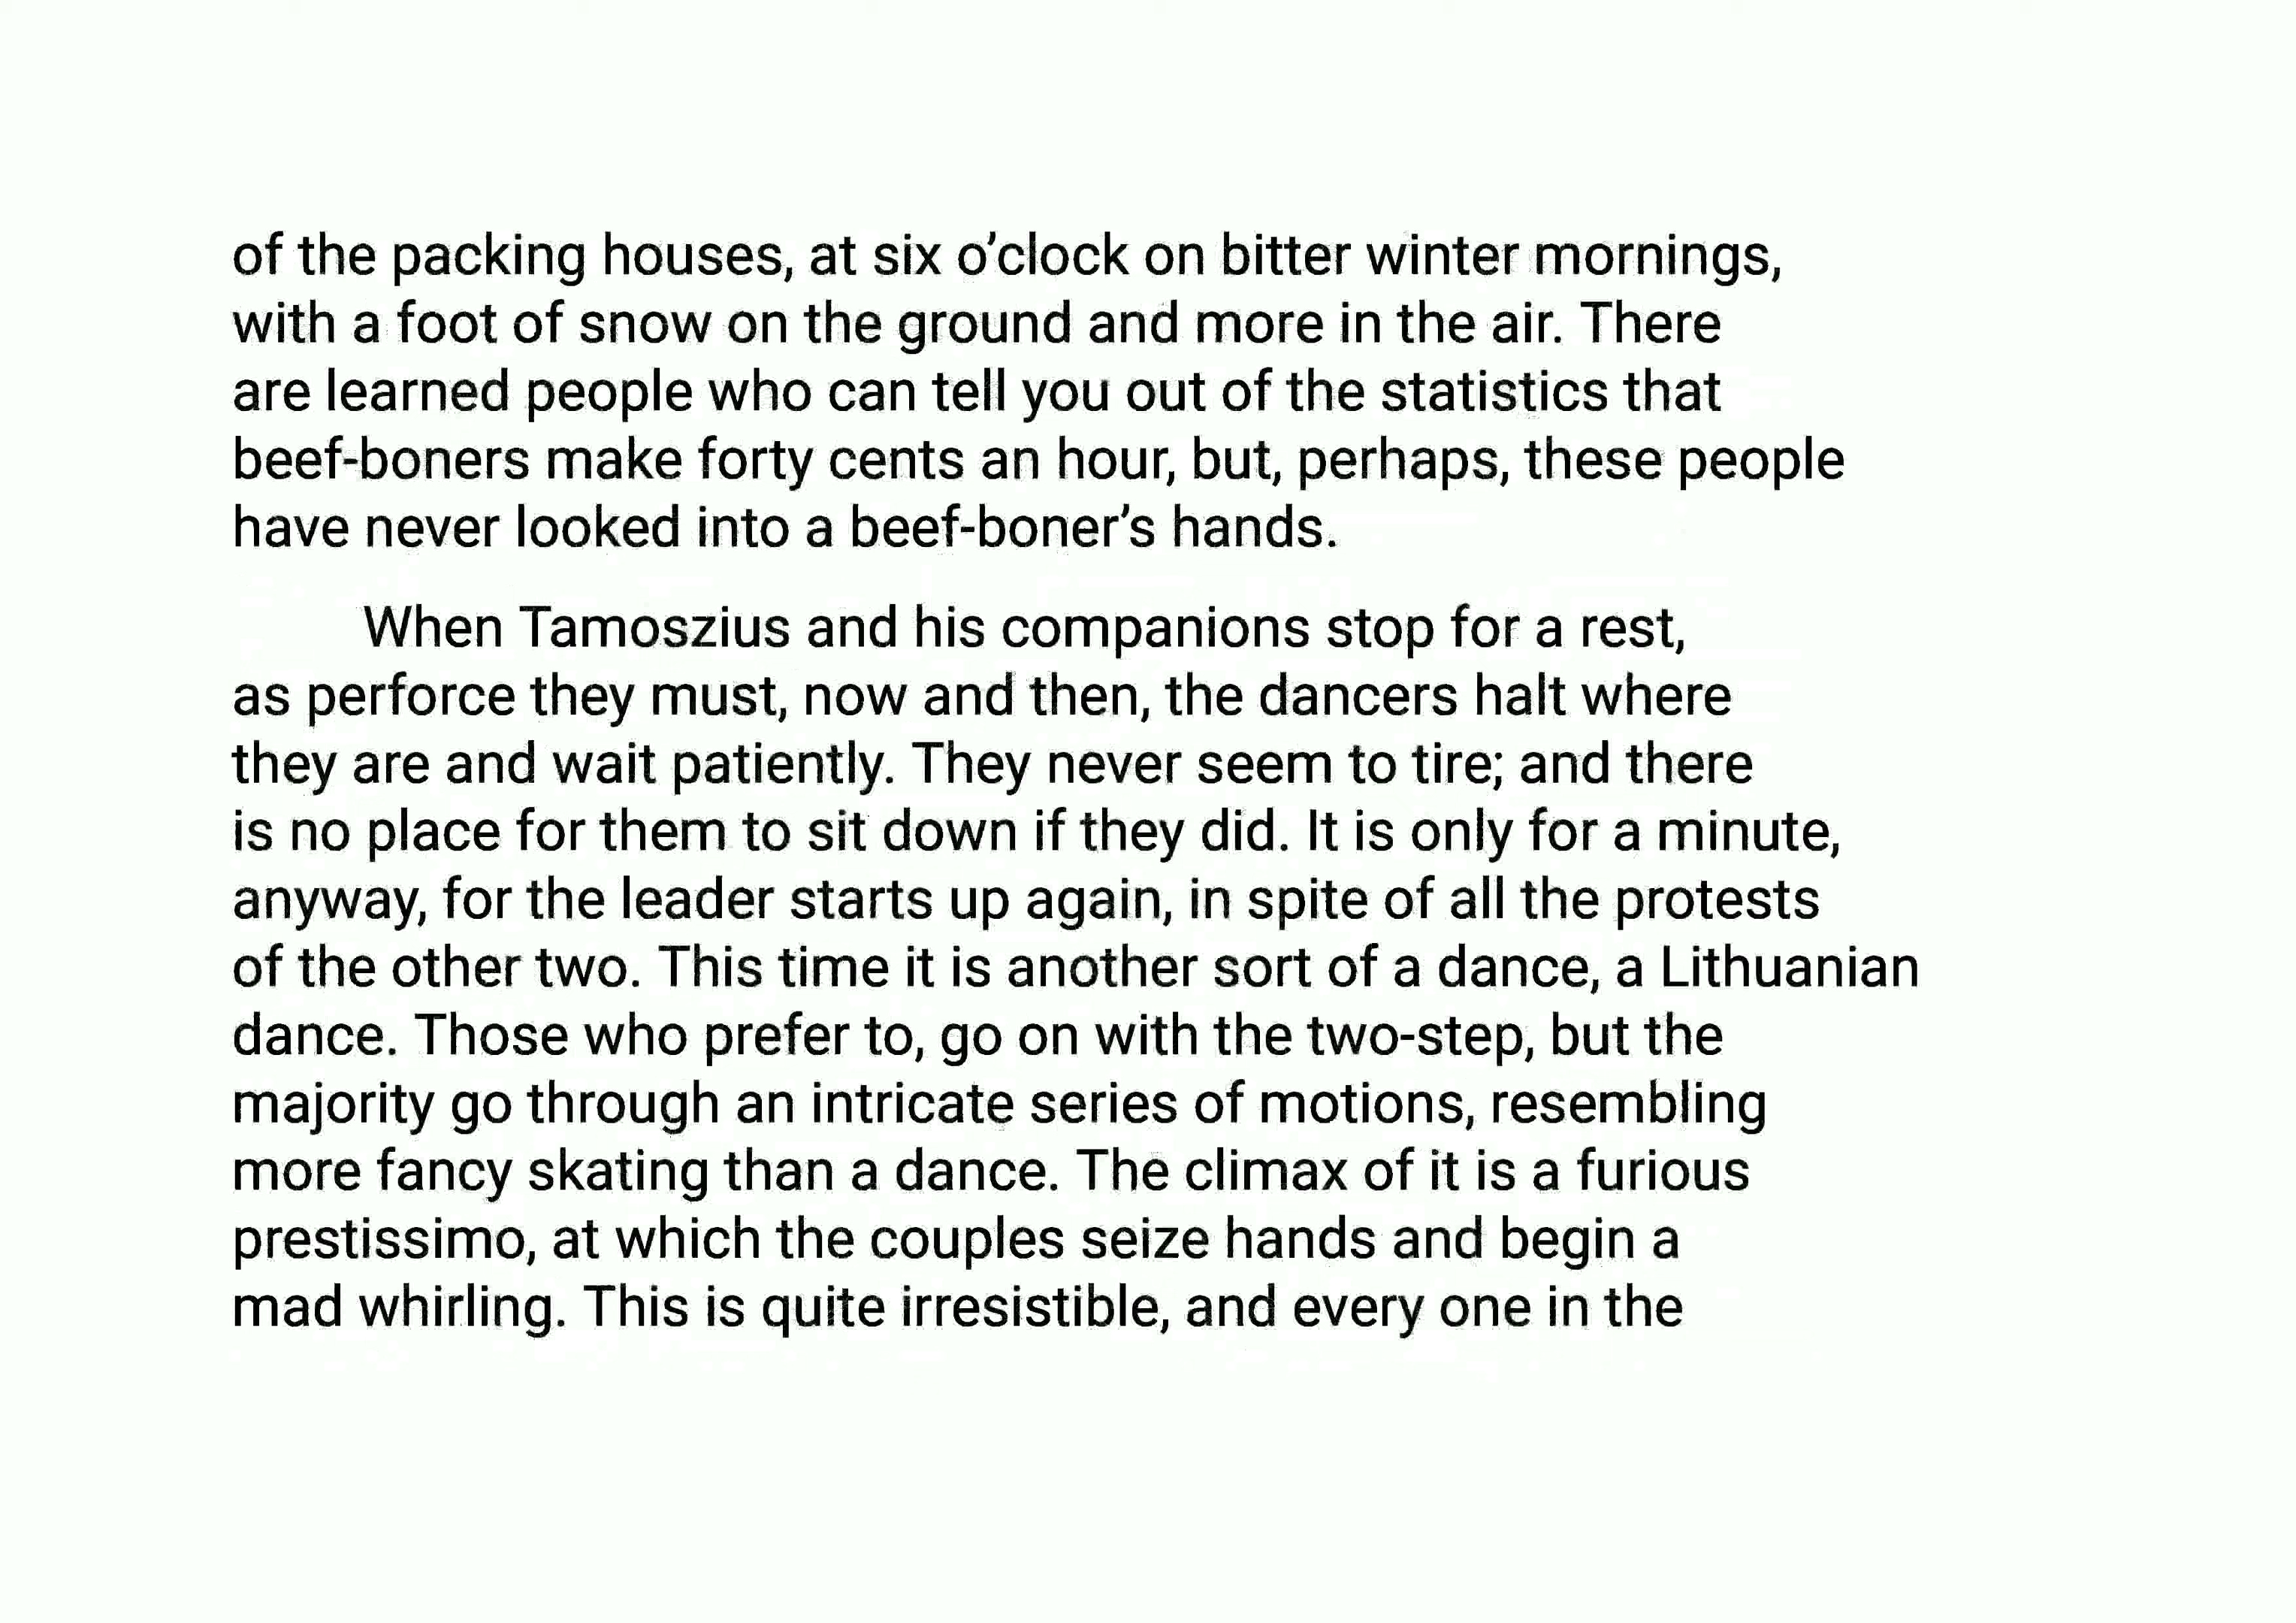 of the packing houses, at six o’clock on bitter winter mornings,
with a foot of snow on the ground and more in the air. There
are learned people who can tell you out of the statistics that
beef-boners make forty cents an hour, but, perhaps, these people
have never looked into a beef-boner’s hands.
When Tamoszius and his companions stop for a rest,
as perforce they must, now and then, the dancers halt where
they are and wait patiently. They never seem to tire; and there
is no place for them to sit down if they did. It is only for a minute,
anyway, for the leader starts up again, in spite of all the protests
of the other two. This time it is another sort of a dance, a Lithuanian
dance. Those who prefer to, go on with the two-step, but the
majority go through an intricate series of motions, resembling
more fancy skating than a dance. The climax of it is a furious
prestissimo, at which the couples seize hands and begin a
mad whirling. This is quite irresistible, and every one in the